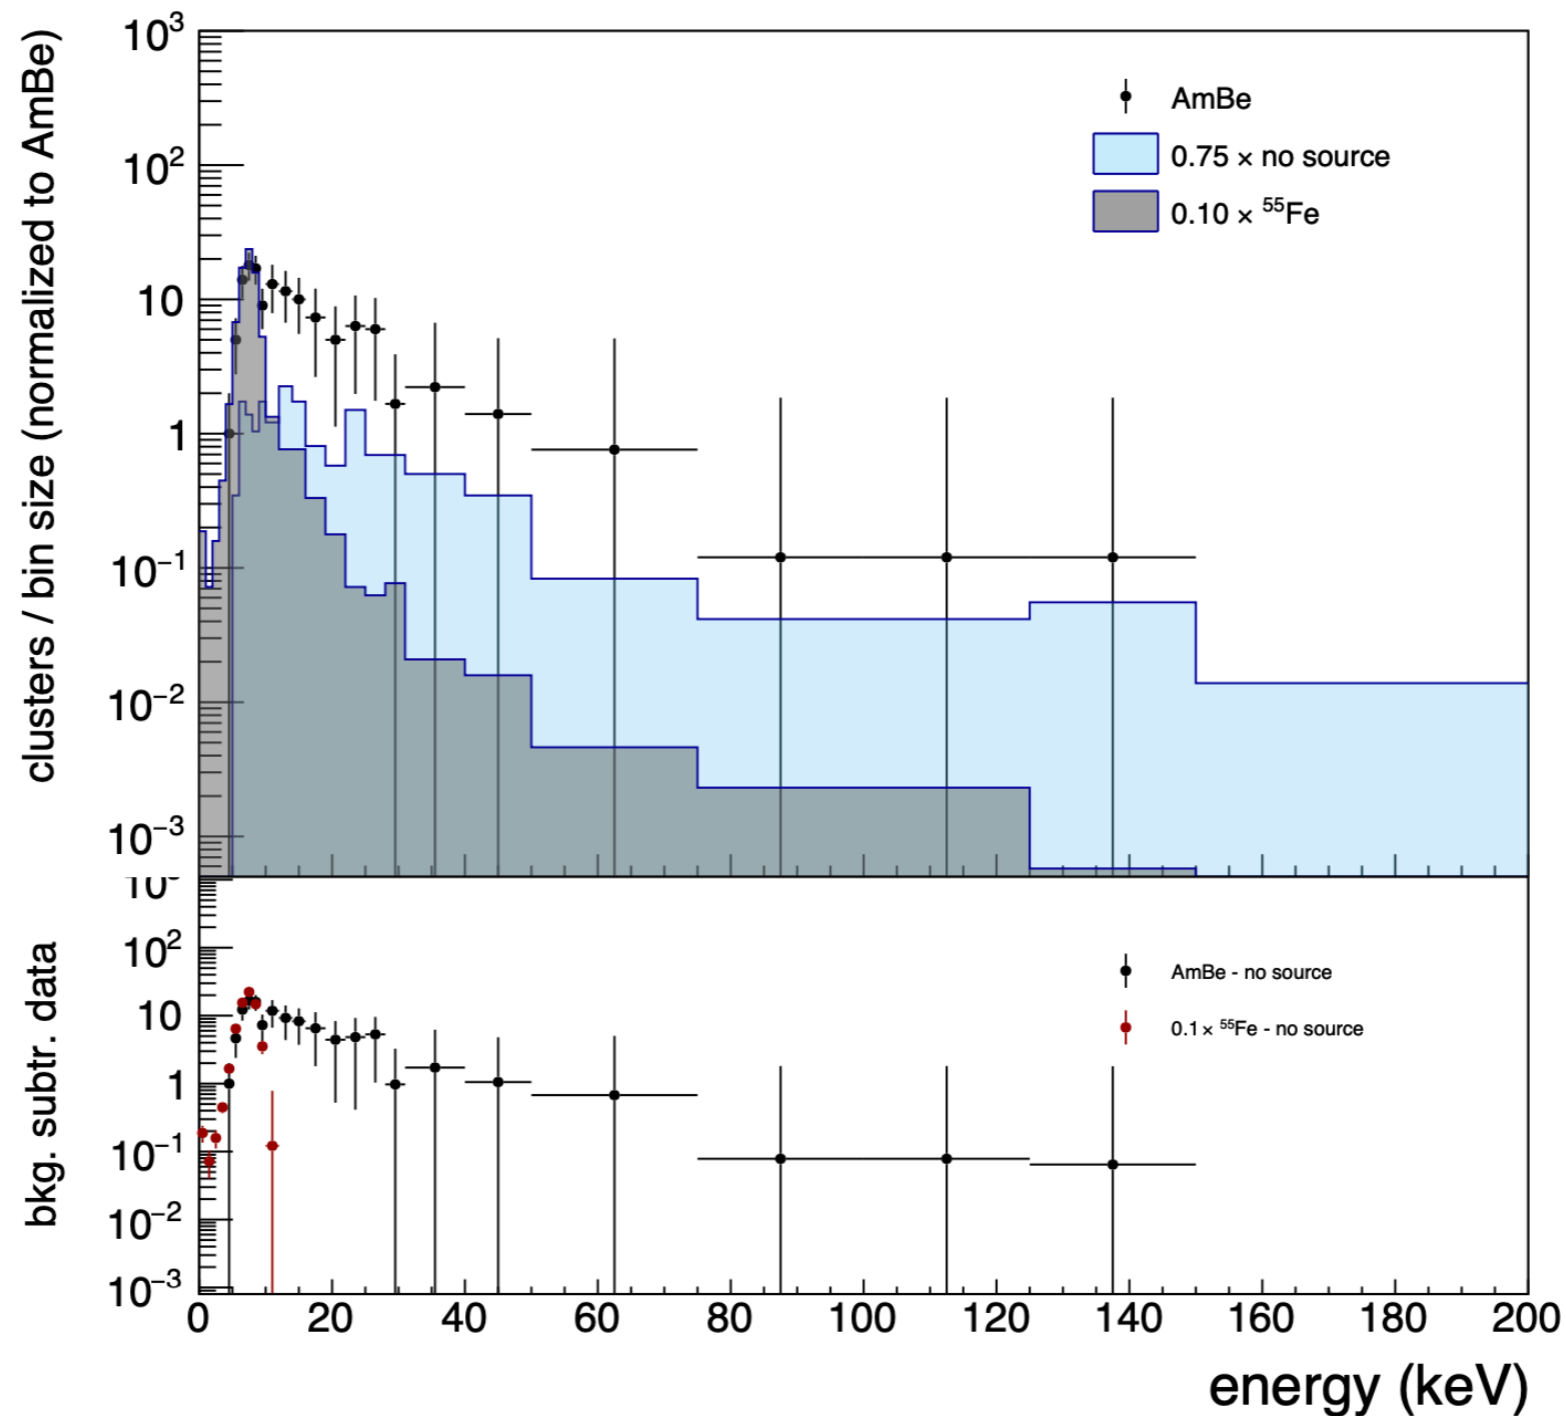 clusters / bin size (normalized to AmBe)
10³
10²
10
1
10⁻¹
10⁻²
10⁻³
AmBe
0.75 × no source
0.10 × ⁵⁵Fe
bkg. subtr. data
10²
10
1
10⁻¹
10⁻²
10⁻³
AmBe - no source
0.1 × ⁵⁵Fe - no source
0 20 40 60 80 100 120 140 160 180 200
energy (keV)